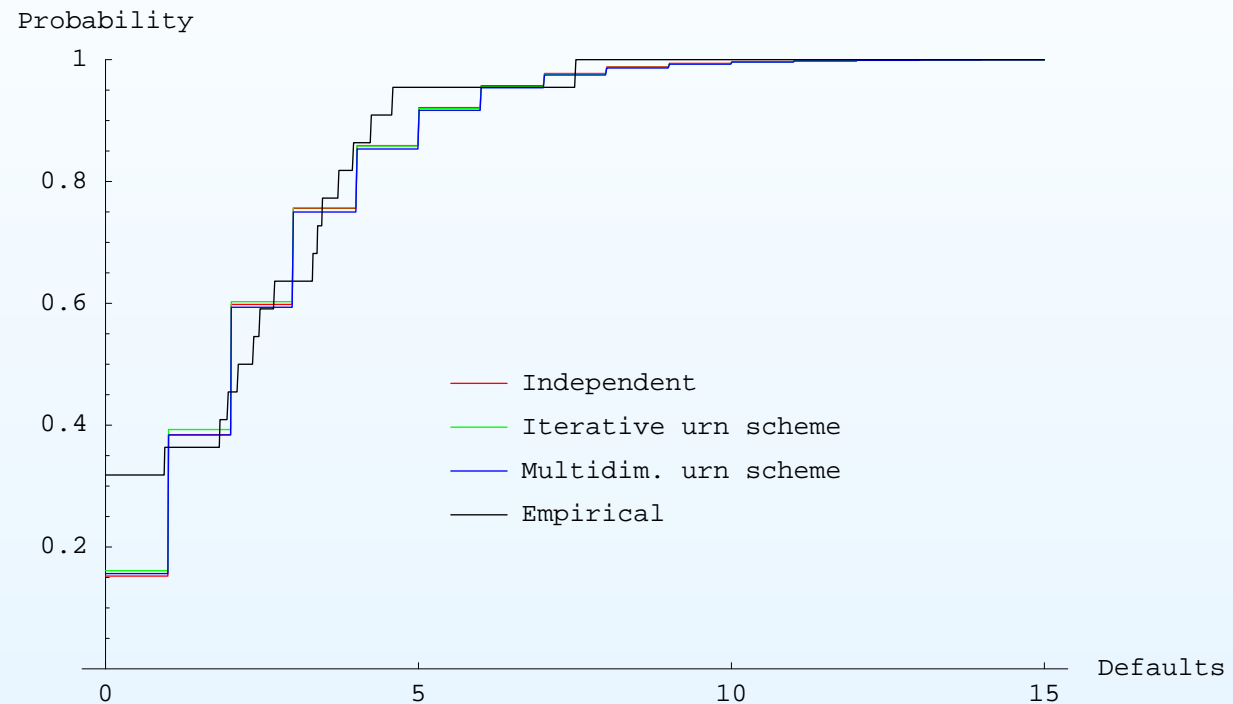 Probability
1
0.8
0.6
0.4
0.2
Independent
Iterative urn scheme
Multidim. urn scheme
Empirical
Defaults
0 5 10 15